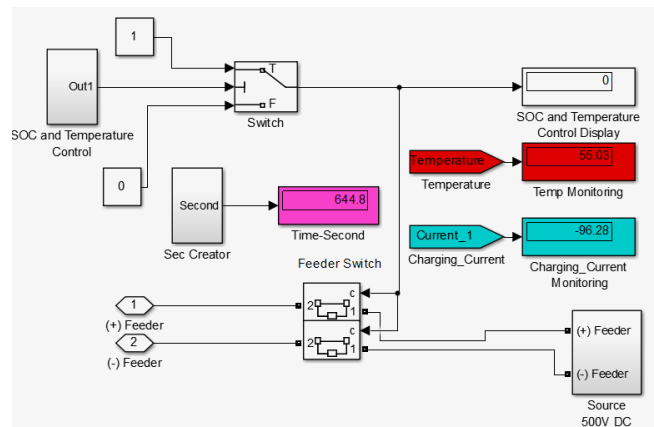 1
Out1
T
F
Switch
SOC and Temperature
Control
0
0
SOC and Temperature
Control Display
Temperature
Temperature
55.03
Temp Monitoring
Second
Sec Creator
644.8
Time-Second
Current_1
Charging_Current
-96.28
Charging_Current
Monitoring
Feeder Switch
1
(+) Feeder
2
(-) Feeder
c
2
1
c
2
1
(+) Feeder
(-) Feeder
Source
500V DC